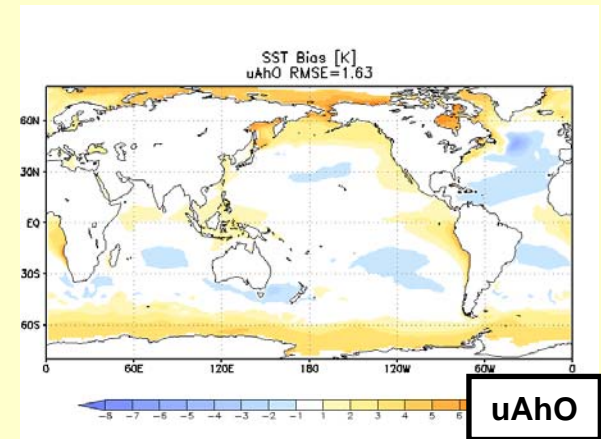 SST Bias [K]
uAhO RMSE=1.63
60N
30N
EQ
30S
60S
0 60E 120E 180 120W 60W 0
-8 -7 -6 -5 -4 -3 -2 -1 1 2 3 4 5 6
uAhO